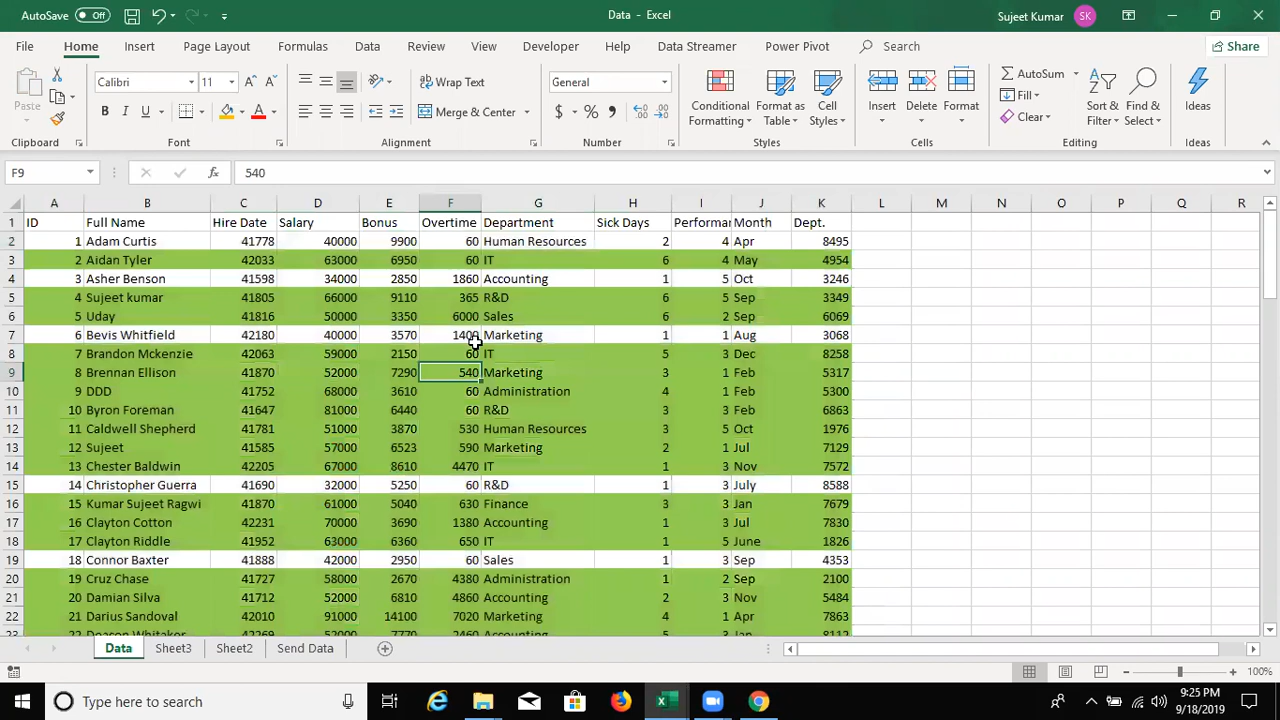 AutoSave Off Data - Excel Sujeet Kumar SK
File Home Insert Page Layout Formulas Data Review View Developer Help Data Streamer Power Pivot Search Share
Paste Calibri 11 B I U Wrap Text Merge & Center General $ % Conditional Formatting Format as Table Cell Styles Insert Delete Format AutoSum Fill Clear Sort & Filter Find & Select Ideas
Clipboard Font Alignment Number Styles Cells Editing Ideas
F9 fx 540
A B C D E F G H I J K L M N O P Q R
1 ID Full Name Hire Date Salary Bonus Overtime Department Sick Days Performar Month Dept.
2 1 Adam Curtis 41778 40000 9900 60 Human Resources 2 4 Apr 8495
3 2 Aidan Tyler 42033 63000 6950 60 IT 6 4 May 4954
4 3 Asher Benson 41598 34000 2850 1860 Accounting 1 5 Oct 3246
5 4 Sujeet kumar 41805 66000 9110 365 R&D 6 5 Sep 3349
6 5 Uday 41816 50000 3350 6000 Sales 6 2 Sep 6069
7 6 Bevis Whitfield 42180 40000 3570 1400 Marketing 1 1 Aug 3068
8 7 Brandon Mckenzie 42063 59000 2150 60 IT 5 3 Dec 8258
9 8 Brennan Ellison 41870 52000 7290 540 Marketing 3 1 Feb 5317
10 9 DDD 41752 68000 3610 60 Administration 4 1 Feb 5300
11 10 Byron Foreman 41647 81000 6440 60 R&D 3 3 Feb 6863
12 11 Caldwell Shepherd 41781 51000 3870 530 Human Resources 3 5 Oct 1976
13 12 Sujeet 41585 57000 6523 590 Marketing 2 1 Jul 7129
14 13 Chester Baldwin 42205 67000 8610 4470 IT 1 3 Nov 7572
15 14 Christopher Guerra 41690 32000 5250 60 R&D 1 3 July 8588
16 15 Kumar Sujeet Ragwi 41870 61000 5040 630 Finance 3 3 Jan 7679
17 16 Clayton Cotton 42231 70000 3690 1380 Accounting 1 3 Jul 7830
18 17 Clayton Riddle 41952 63000 6360 650 IT 1 5 June 1826
19 18 Connor Baxter 41888 42000 2950 60 Sales 1 3 Sep 4353
20 19 Cruz Chase 41727 58000 2670 4380 Administration 1 2 Sep 2100
21 20 Damian Silva 41712 52000 6810 4860 Accounting 2 3 Nov 5484
22 21 Darius Sandoval 42010 91000 14100 7020 Marketing 4 1 Apr 7863
23 22 Deacon Whitaker 42269 52000 7770 2460 Accounting 5 3 Jan 8112
Data Sheet3 Sheet2 Send Data
100%
Type here to search
9:25 PM
9/18/2019